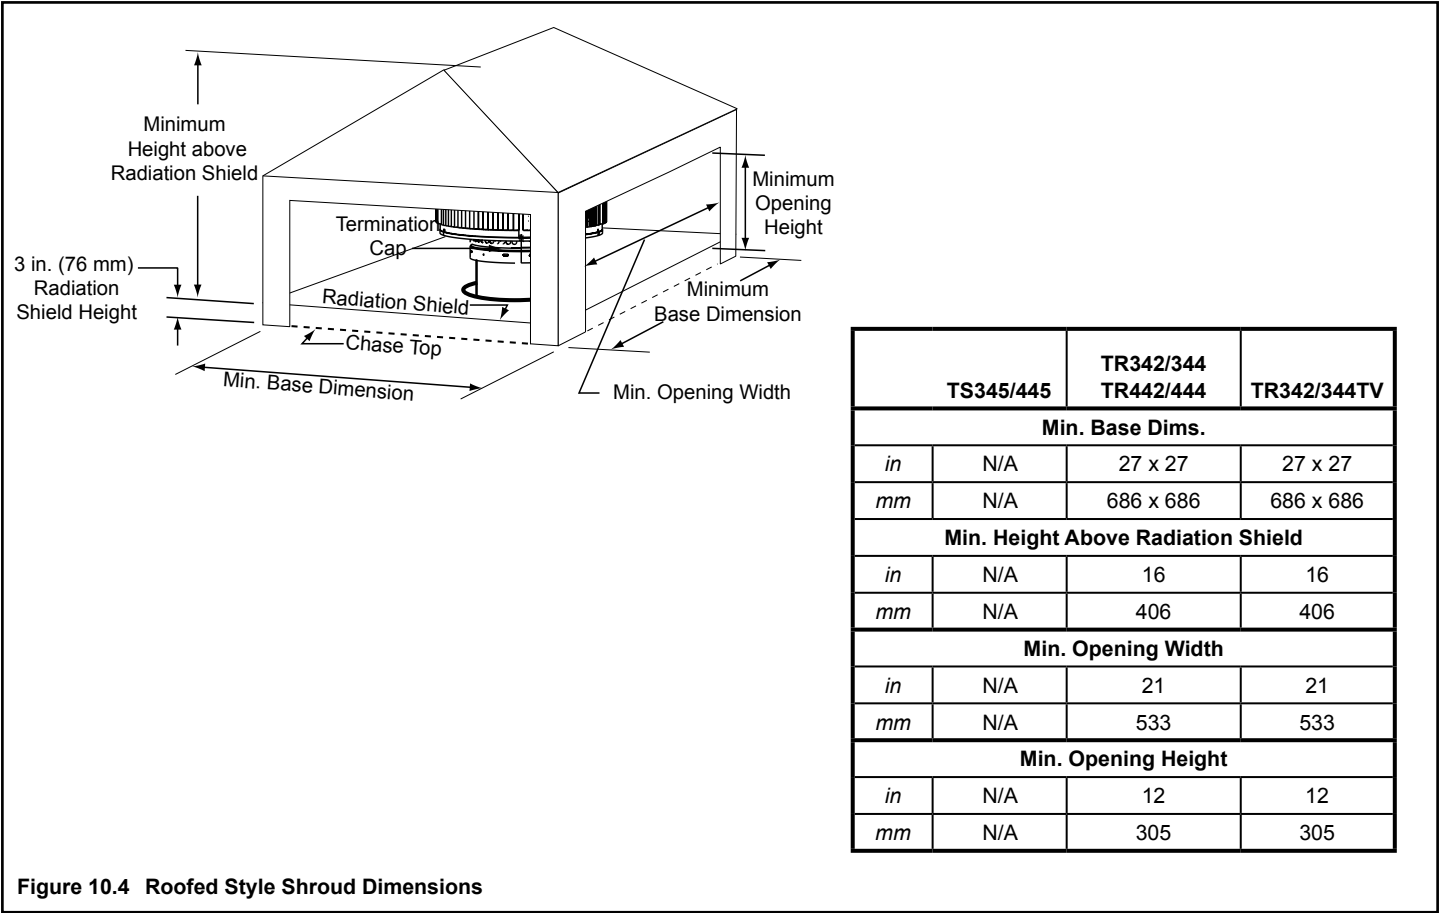 Minimum
Height above
Radiation Shield
Termination
Cap
Minimum
Opening
Height
3 in. (76 mm)
Radiation
Shield Height
Radiation Shield
Minimum
Base Dimension
Chase Top
Min. Base Dimension
Min. Opening Width
TS345/445
TR342/344
TR442/444
TR342/344TV
Min. Base Dims.
in N/A 27 x 27 27 x 27
mm N/A 686 x 686 686 x 686
Min. Height Above Radiation Shield
in N/A 16 16
mm N/A 406 406
Min. Opening Width
in N/A 21 21
mm N/A 533 533
Min. Opening Height
in N/A 12 12
mm N/A 305 305
Figure 10.4 Roofed Style Shroud Dimensions